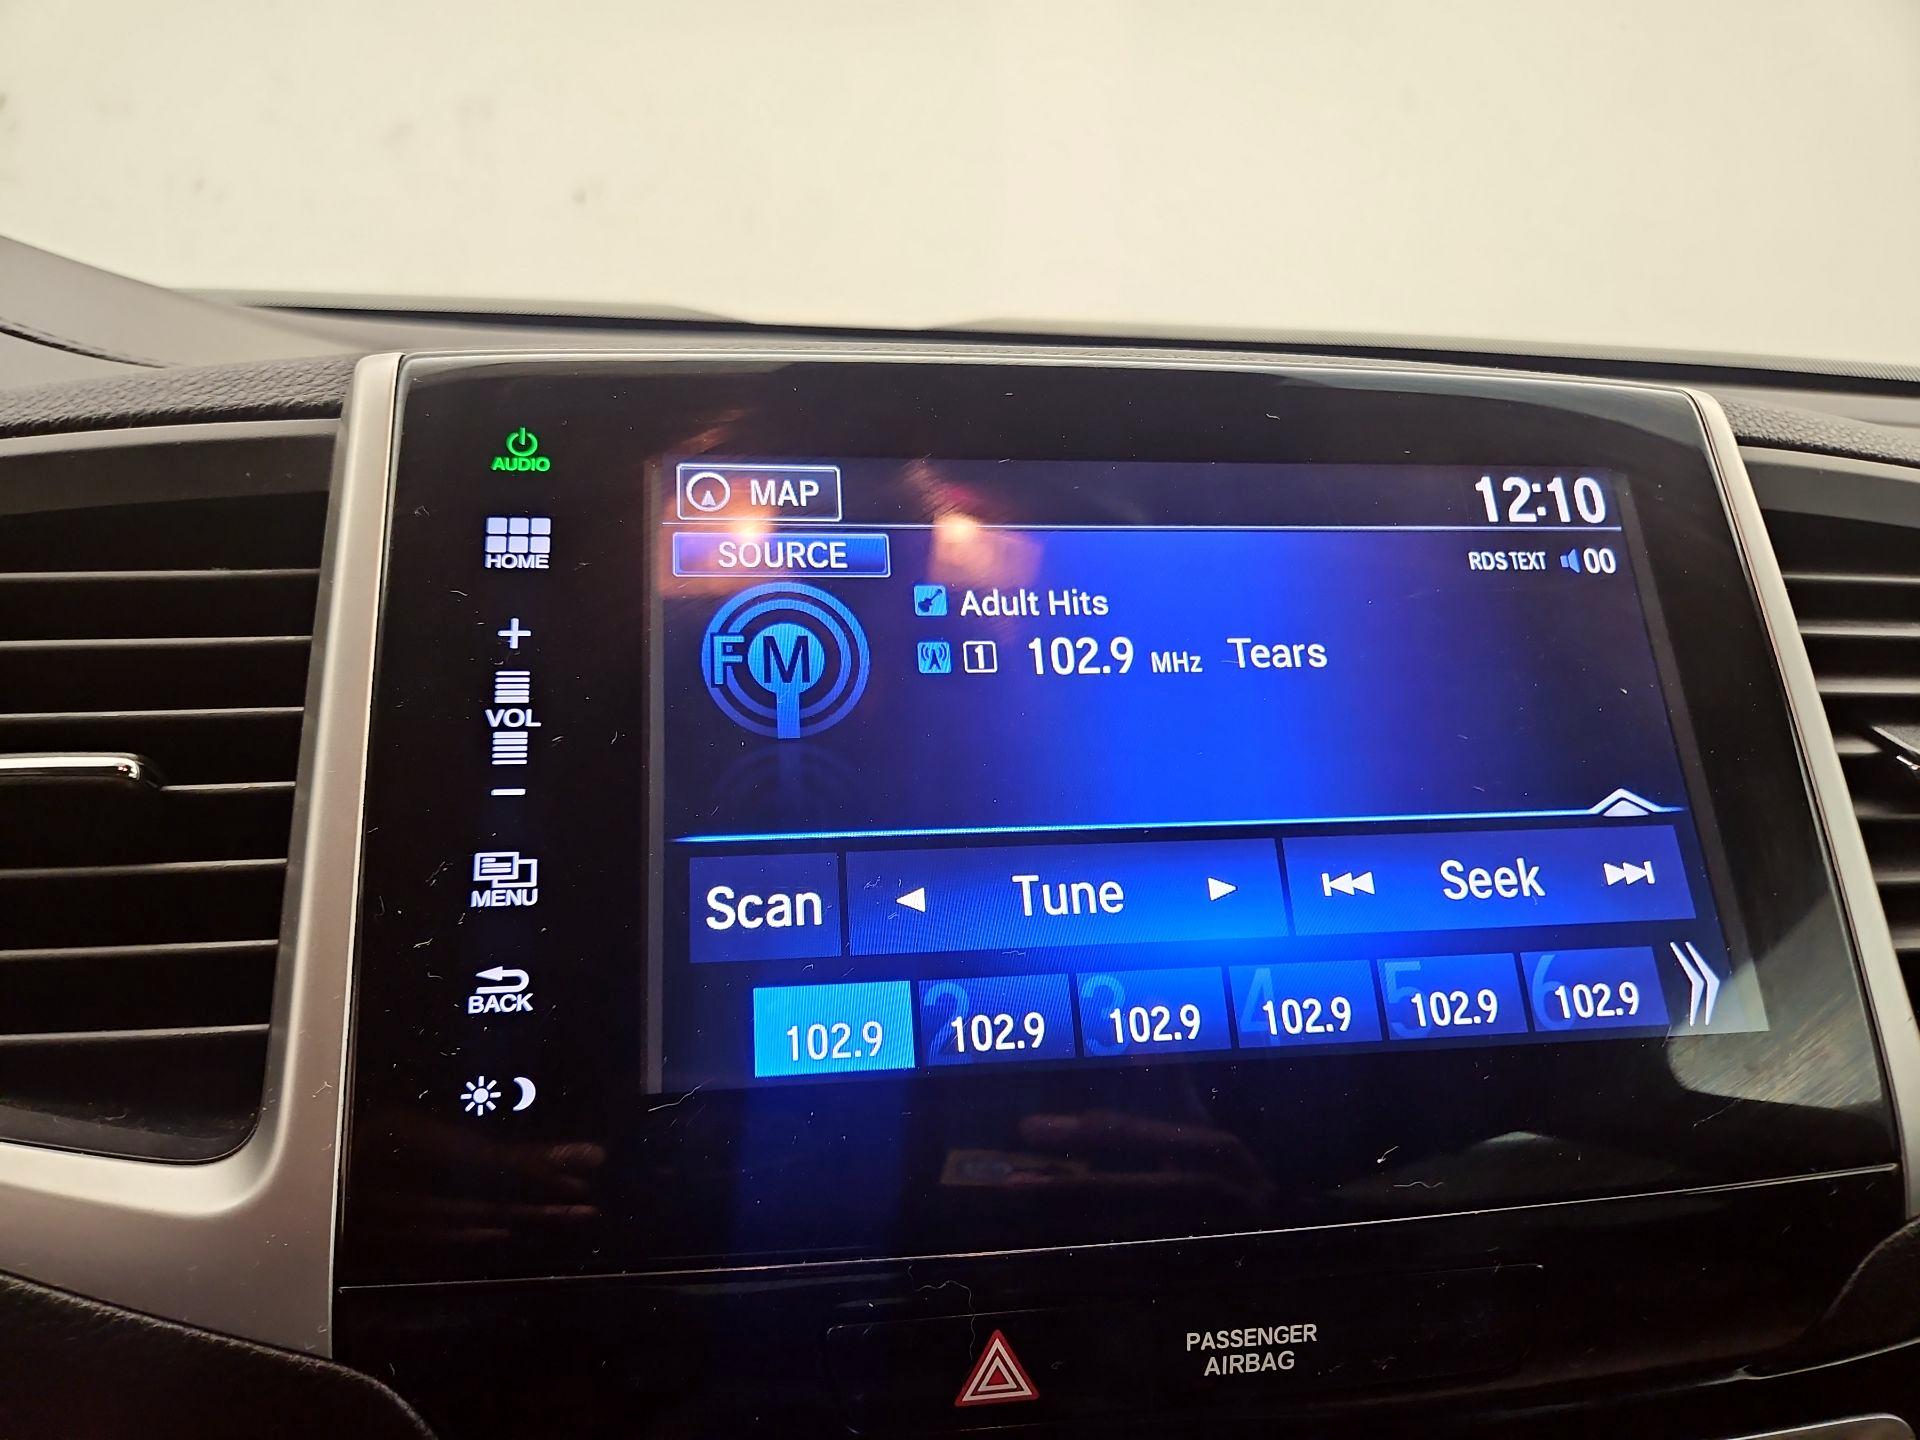 AUDIO
HOME
+
VOL
−
MENU
BACK
MAP
12:10
SOURCE
RDS TEXT 00
FM
Adult Hits
1 102.9 MHz Tears
Scan
Tune
Seek
102.9
2 102.9
3 102.9
4 102.9
5 102.9
6 102.9
PASSENGER
AIRBAG